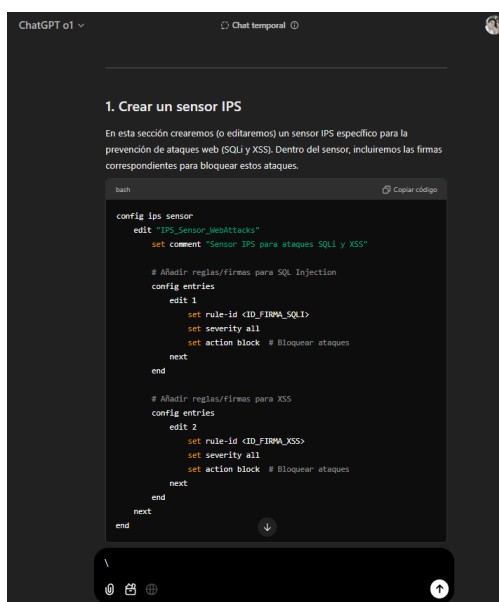 ChatGPT o1
Chat temporal
1. Crear un sensor IPS
En esta sección crearemos (o editaremos) un sensor IPS específico para la
prevención de ataques web (SQLi y XSS). Dentro del sensor, incluiremos las firmas
correspondientes para bloquear estos ataques.
bash
Copiar código
config ips sensor
edit "IPS_Sensor_WebAttacks"
set comment "Sensor IPS para ataques SQLi y XSS"
# Añadir reglas/firmas para SQL Injection
config entries
edit 1
set rule-id <ID_FIRMA_SQLI>
set severity all
set action block # Bloquear ataques
next
end
# Añadir reglas/firmas para XSS
config entries
edit 2
set rule-id <ID_FIRMA_XSS>
set severity all
set action block # Bloquear ataques
next
end
next
end
\